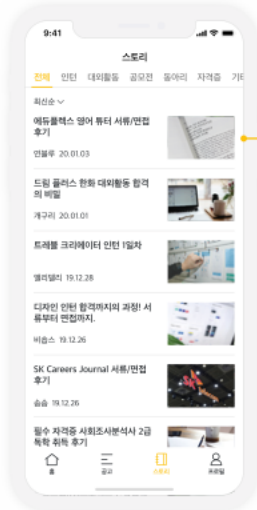 9:41
스토리
전체 인턴 대외활동 공모전 동아리 자격증 기타
최신순
에듀플렉스 영어 튜터 서류/면접
후기
연블루 20.01.03
드림 플러스 한화 대외활동 합격
의 비밀
개구리 20.01.01
트레블 크리에이터 인턴 1일차
엘리멜리 19.12.28
디자인 인턴 합격까지의 과정! 서
류부터 면접까지.
비숍스 19.12.26
SK Careers Journal 서류/면접
후기
슘슘 19.12.26
필수 자격증 사회조사분석사 2급
독학 취득 후기
홈 공고 스토리 프로필